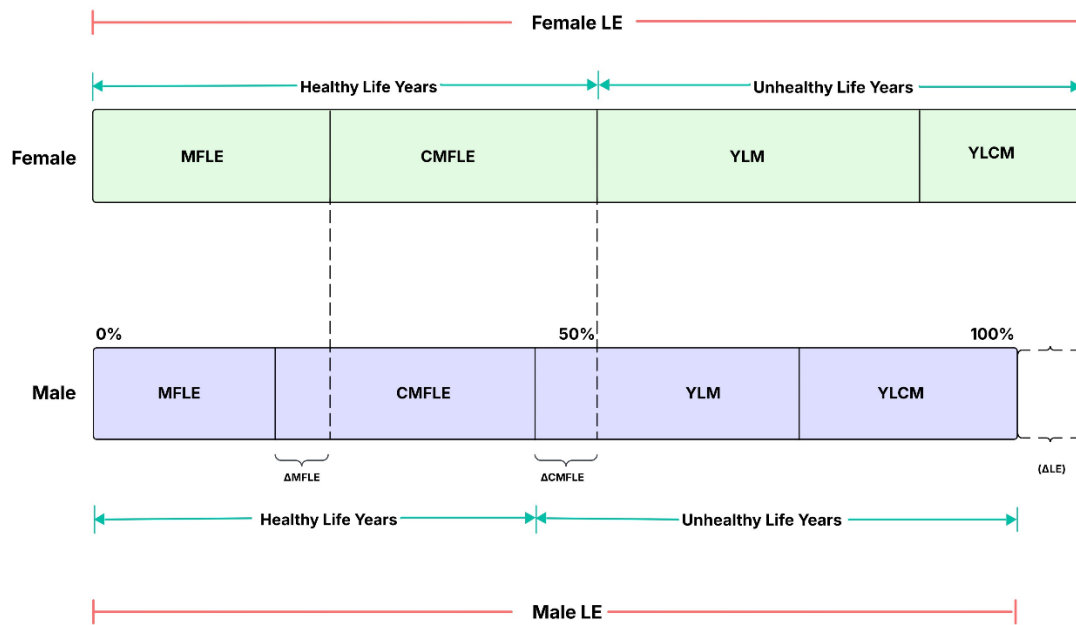 Female LE
Healthy Life Years
Unhealthy Life Years
Female
MFLE
CMFLE
YLM
YLCM
0%
50%
100%
Male
MFLE
CMFLE
YLM
YLCM
ΔMFLE
ΔCMFLE
(ΔLE)
Healthy Life Years
Unhealthy Life Years
Male LE